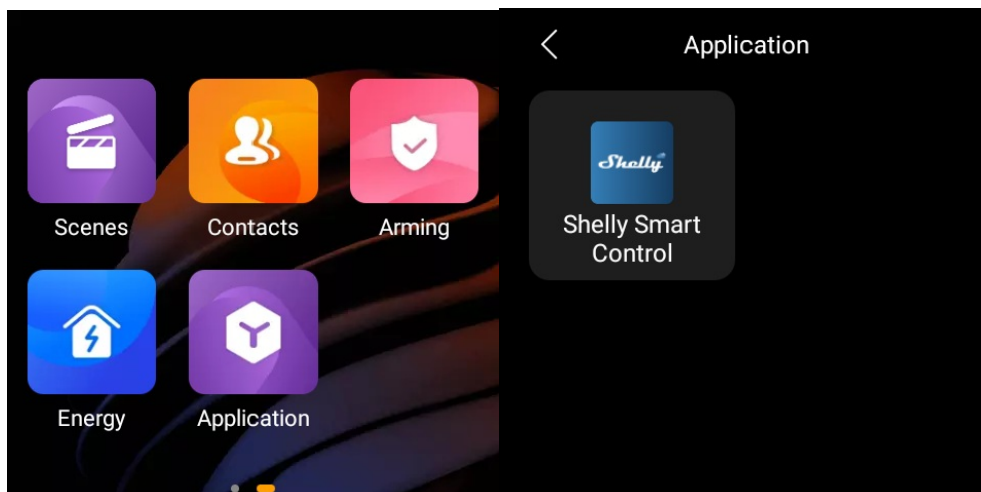 Scenes
Contacts
Arming
Energy
Application
Application
Shelly
Shelly Smart
Control